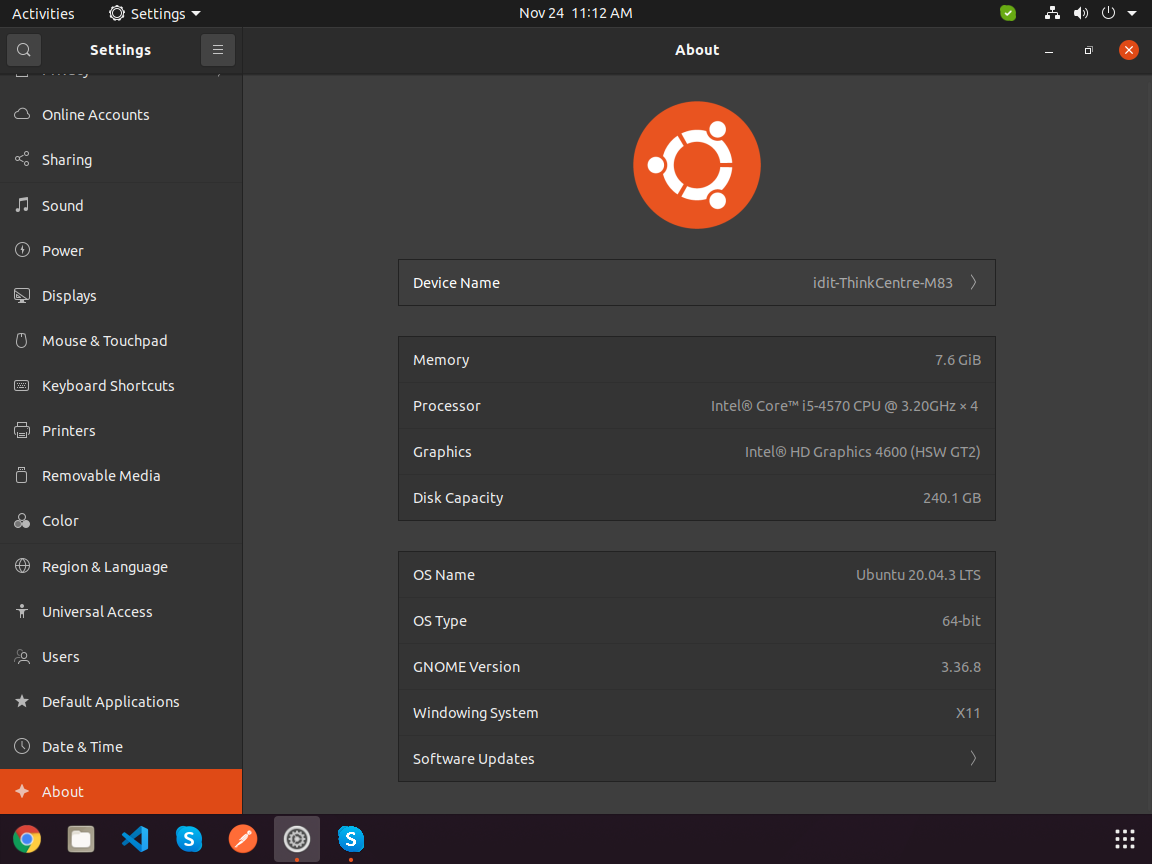 Activities Settings Nov 24 11:12 AM
Settings About
Online Accounts
Sharing
Sound
Power
Displays
Mouse & Touchpad
Keyboard Shortcuts
Printers
Removable Media
Color
Region & Language
Universal Access
Users
Default Applications
Date & Time
About
Device Name idit-ThinkCentre-M83
Memory 7.6 GiB
Processor Intel® Core™ i5-4570 CPU @ 3.20GHz × 4
Graphics Intel® HD Graphics 4600 (HSW GT2)
Disk Capacity 240.1 GB
OS Name Ubuntu 20.04.3 LTS
OS Type 64-bit
GNOME Version 3.36.8
Windowing System X11
Software Updates